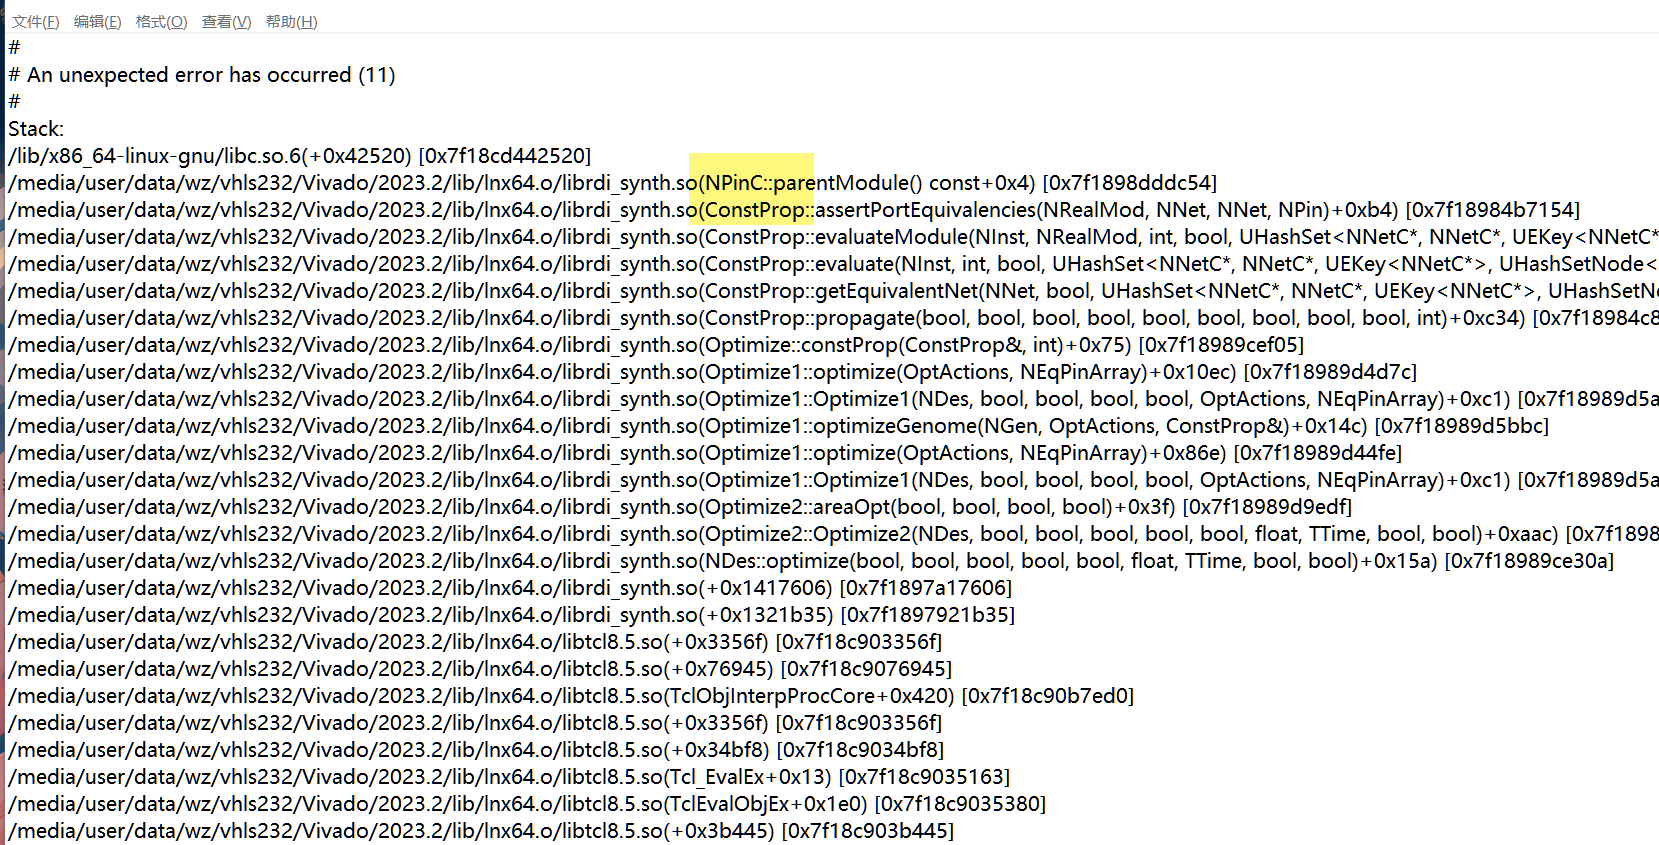 文件(F) 编辑(E) 格式(O) 查看(V) 帮助(H)
#
# An unexpected error has occurred (11)
#
Stack:
/lib/x86_64-linux-gnu/libc.so.6(+0x42520) [0x7f18cd442520]
/media/user/data/wz/vhls232/Vivado/2023.2/lib/lnx64.o/librdi_synth.so(NPinC::parentModule() const+0x4) [0x7f1898dddc54]
/media/user/data/wz/vhls232/Vivado/2023.2/lib/lnx64.o/librdi_synth.so(ConstProp::assertPortEquivalencies(NRealMod, NNet, NNet, NPin)+0xb4) [0x7f18984b7154]
/media/user/data/wz/vhls232/Vivado/2023.2/lib/lnx64.o/librdi_synth.so(ConstProp::evaluateModule(NInst, NRealMod, int, bool, UHashSet<NNetC*, NNetC*, UEKey<NNetC*
/media/user/data/wz/vhls232/Vivado/2023.2/lib/lnx64.o/librdi_synth.so(ConstProp::evaluate(NInst, int, bool, UHashSet<NNetC*, NNetC*, UEKey<NNetC*>, UHashSetNode<
/media/user/data/wz/vhls232/Vivado/2023.2/lib/lnx64.o/librdi_synth.so(ConstProp::getEquivalentNet(NNet, bool, UHashSet<NNetC*, NNetC*, UEKey<NNetC*>, UHashSetNo
/media/user/data/wz/vhls232/Vivado/2023.2/lib/lnx64.o/librdi_synth.so(ConstProp::propagate(bool, bool, bool, bool, bool, bool, bool, bool, bool, int)+0xc34) [0x7f18984c8
/media/user/data/wz/vhls232/Vivado/2023.2/lib/lnx64.o/librdi_synth.so(Optimize::constProp(ConstProp&, int)+0x75) [0x7f18989cef05]
/media/user/data/wz/vhls232/Vivado/2023.2/lib/lnx64.o/librdi_synth.so(Optimize1::optimize(OptActions, NEqPinArray)+0x10ec) [0x7f18989d4d7c]
/media/user/data/wz/vhls232/Vivado/2023.2/lib/lnx64.o/librdi_synth.so(Optimize1::Optimize1(NDes, bool, bool, bool, bool, OptActions, NEqPinArray)+0xc1) [0x7f18989d5a
/media/user/data/wz/vhls232/Vivado/2023.2/lib/lnx64.o/librdi_synth.so(Optimize1::optimizeGenome(NGen, OptActions, ConstProp&)+0x14c) [0x7f18989d5bbc]
/media/user/data/wz/vhls232/Vivado/2023.2/lib/lnx64.o/librdi_synth.so(Optimize1::optimize(OptActions, NEqPinArray)+0x86e) [0x7f18989d44fe]
/media/user/data/wz/vhls232/Vivado/2023.2/lib/lnx64.o/librdi_synth.so(Optimize1::Optimize1(NDes, bool, bool, bool, bool, OptActions, NEqPinArray)+0xc1) [0x7f18989d5a
/media/user/data/wz/vhls232/Vivado/2023.2/lib/lnx64.o/librdi_synth.so(Optimize2::areaOpt(bool, bool, bool, bool)+0x3f) [0x7f18989d9edf]
/media/user/data/wz/vhls232/Vivado/2023.2/lib/lnx64.o/librdi_synth.so(Optimize2::Optimize2(NDes, bool, bool, bool, bool, bool, float, TTime, bool, bool)+0xaac) [0x7f1898
/media/user/data/wz/vhls232/Vivado/2023.2/lib/lnx64.o/librdi_synth.so(NDes::optimize(bool, bool, bool, bool, bool, float, TTime, bool, bool)+0x15a) [0x7f18989ce30a]
/media/user/data/wz/vhls232/Vivado/2023.2/lib/lnx64.o/librdi_synth.so(+0x1417606) [0x7f1897a17606]
/media/user/data/wz/vhls232/Vivado/2023.2/lib/lnx64.o/librdi_synth.so(+0x1321b35) [0x7f1897921b35]
/media/user/data/wz/vhls232/Vivado/2023.2/lib/lnx64.o/libtcl8.5.so(+0x3356f) [0x7f18c903356f]
/media/user/data/wz/vhls232/Vivado/2023.2/lib/lnx64.o/libtcl8.5.so(+0x76945) [0x7f18c9076945]
/media/user/data/wz/vhls232/Vivado/2023.2/lib/lnx64.o/libtcl8.5.so(TclObjInterpProcCore+0x420) [0x7f18c90b7ed0]
/media/user/data/wz/vhls232/Vivado/2023.2/lib/lnx64.o/libtcl8.5.so(+0x3356f) [0x7f18c903356f]
/media/user/data/wz/vhls232/Vivado/2023.2/lib/lnx64.o/libtcl8.5.so(+0x34bf8) [0x7f18c9034bf8]
/media/user/data/wz/vhls232/Vivado/2023.2/lib/lnx64.o/libtcl8.5.so(Tcl_EvalEx+0x13) [0x7f18c9035163]
/media/user/data/wz/vhls232/Vivado/2023.2/lib/lnx64.o/libtcl8.5.so(TclEvalObjEx+0x1e0) [0x7f18c9035380]
/media/user/data/wz/vhls232/Vivado/2023.2/lib/lnx64.o/libtcl8.5.so(+0x3b445) [0x7f18c903b445]